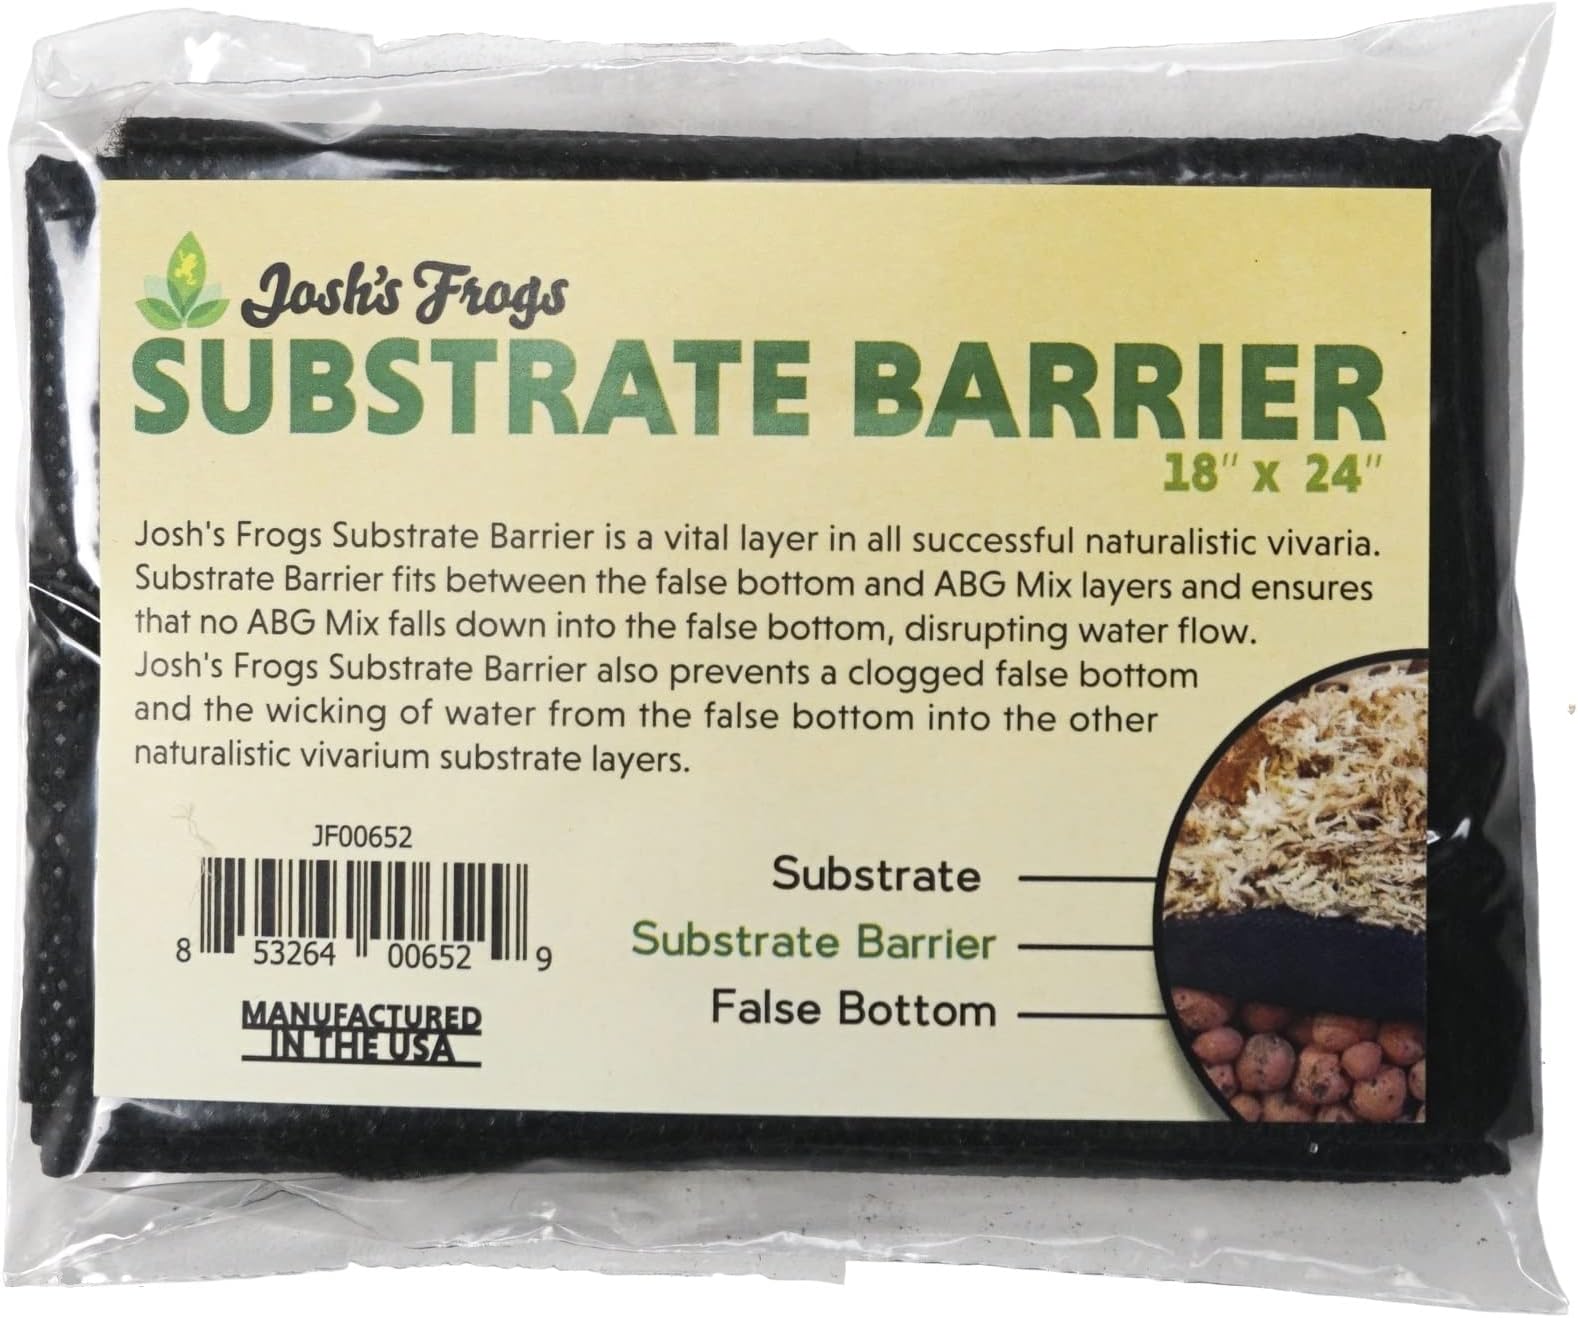 Josh's Frogs
SUBSTRATE BARRIER
18" x 24"
Josh's Frogs Substrate Barrier is a vital layer in all successful naturalistic vivaria.
Substrate Barrier fits between the false bottom and ABG Mix layers and ensures
that no ABG Mix falls down into the false bottom, disrupting water flow.
Josh's Frogs Substrate Barrier also prevents a clogged false bottom
and the wicking of water from the false bottom into the other
naturalistic vivarium substrate layers.
JF00652
8 53264 00652 9
MANUFACTURED
IN THE USA
Substrate
Substrate Barrier
False Bottom